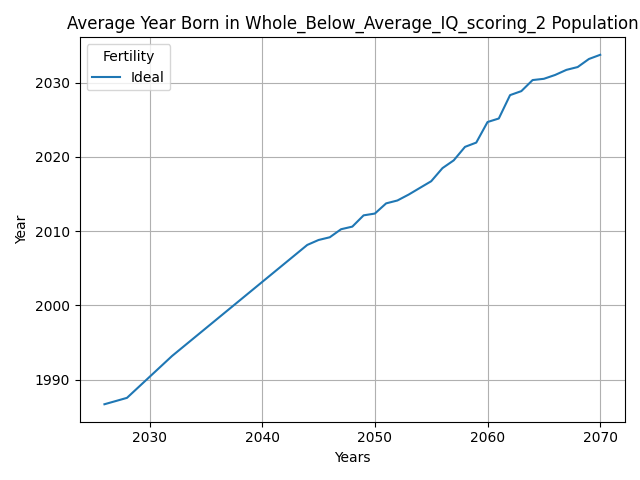 Average Year Born in Whole_Below_Average_IQ_scoring_2 Population
Fertility
Ideal
Year
2030
2020
2010
2000
1990
2030 2040 2050 2060 2070
Years